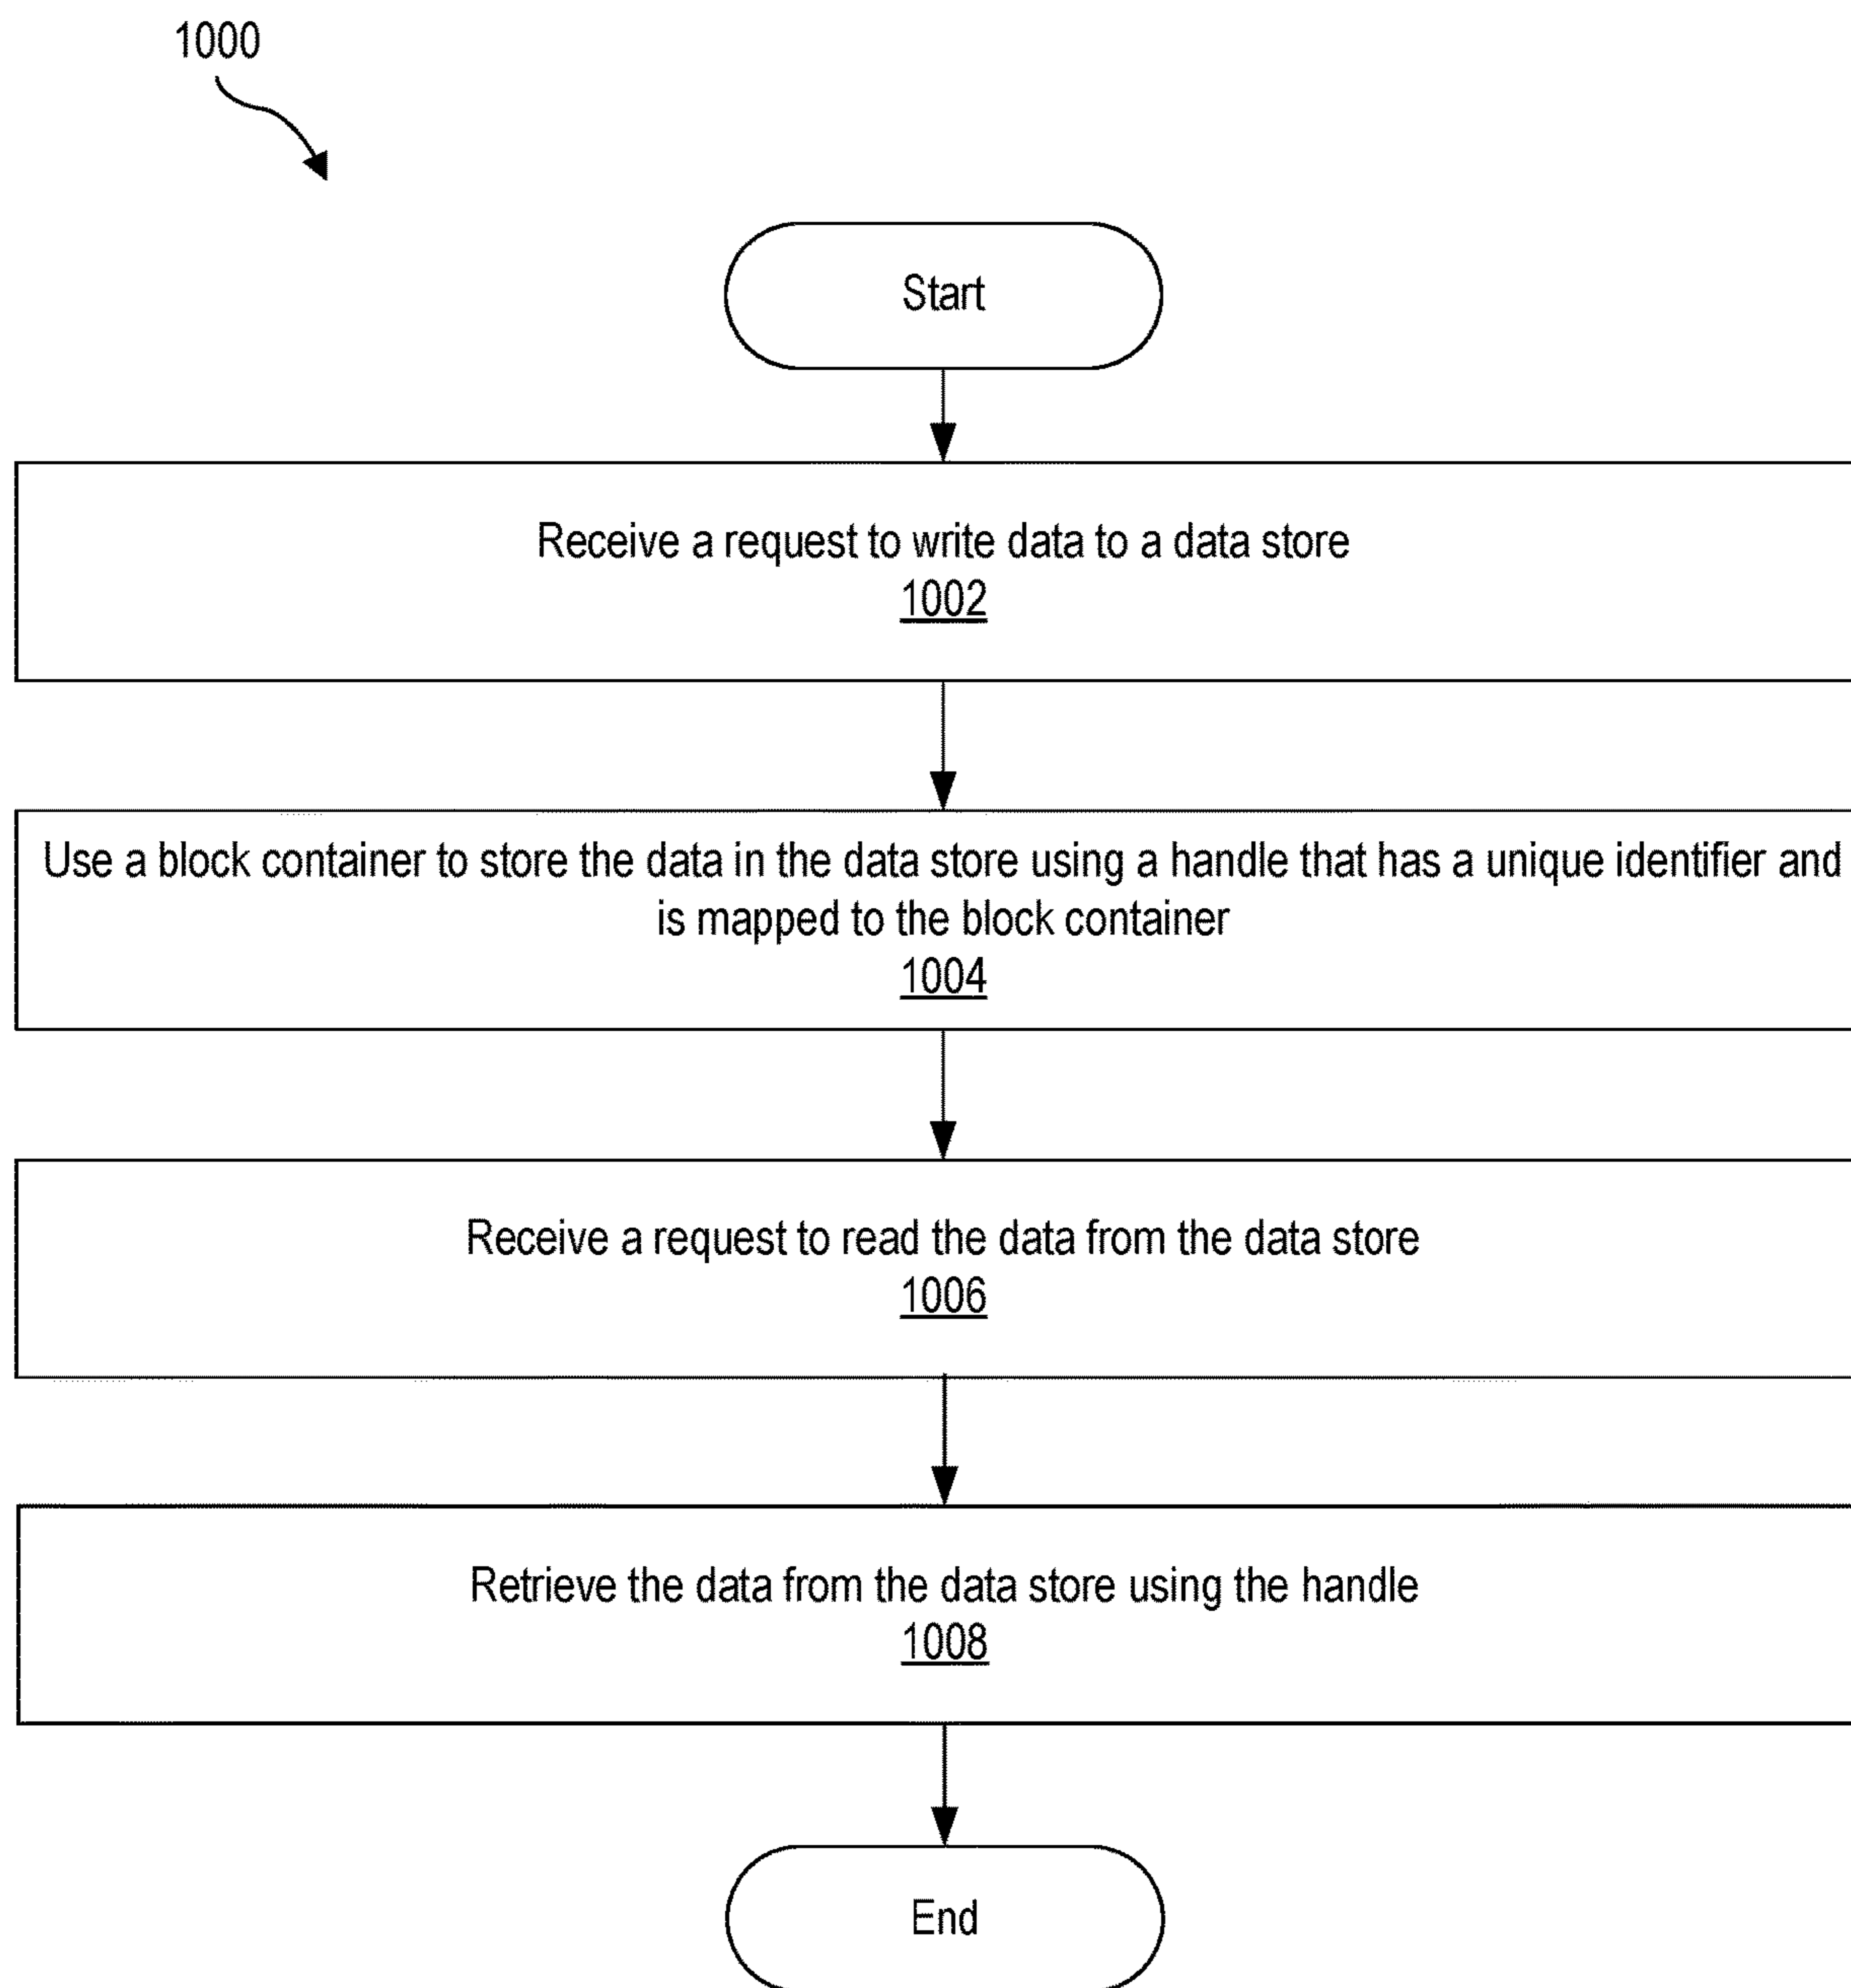 1000
Start
Receive a request to write data to a data store
1002
Use a block container to store the data in the data store using a handle that has a unique identifier and
is mapped to the block container
1004
Receive a request to read the data from the data store
1006
Retrieve the data from the data store using the handle
1008
End